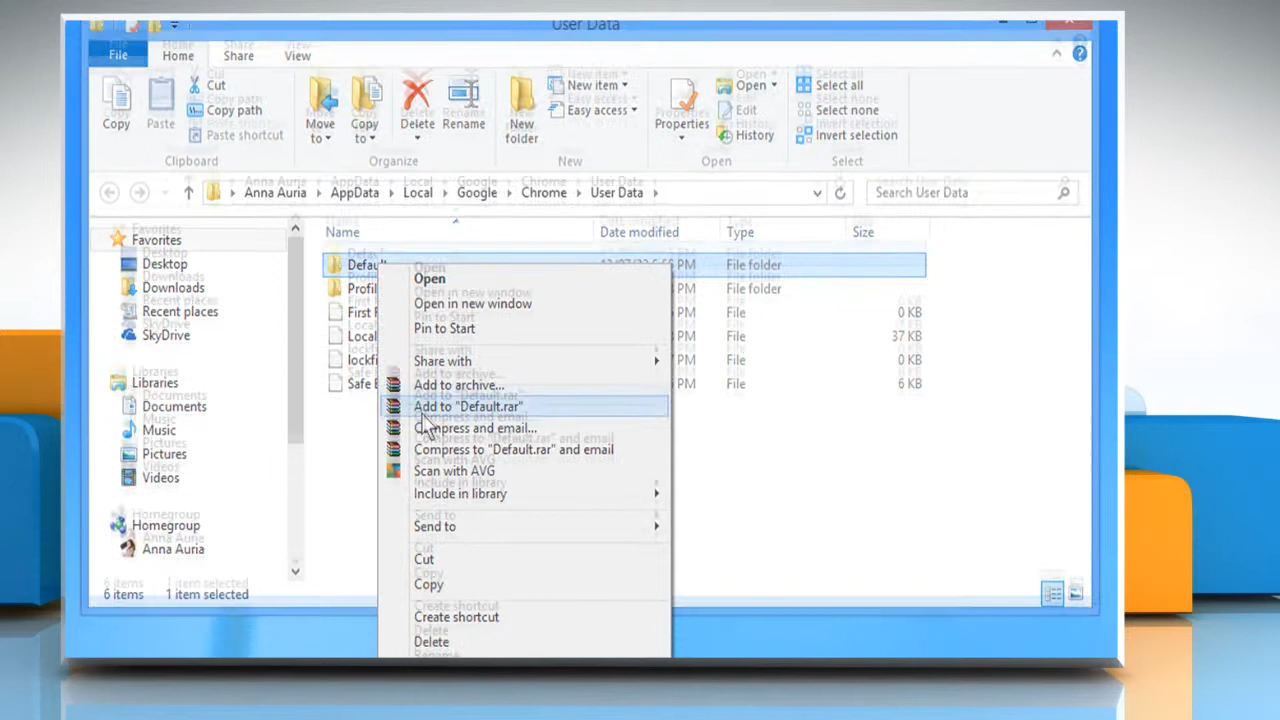 User Data
File Home Share View
Copy
Paste
Cut
Copy path
Paste shortcut
Clipboard
Move to
Copy to
Delete
Rename
Organize
New folder
New item
Easy access
New
Properties
Open
Edit
History
Open
Select all
Select none
Invert selection
Select
Anna Auria AppData Local Google Chrome User Data
Search User Data
Name Date modified Type Size
Favorites
Desktop
Downloads
Recent places
SkyDrive
Libraries
Documents
Music
Pictures
Videos
Homegroup
Anna Auria
PM File folder
PM File folder
First PM File 0 KB
Local PM File 37 KB
PM File 0 KB
Safe PM File 6 KB
Open
Open in new window
Pin to Start
Share with
Add to archive...
Add to "Default.rar"
Compress and email...
Compress to "Default.rar" and email
Scan with AVG
Include in library
Send to
Cut
Copy
Create shortcut
Delete
Rename
6 items 1 item selected